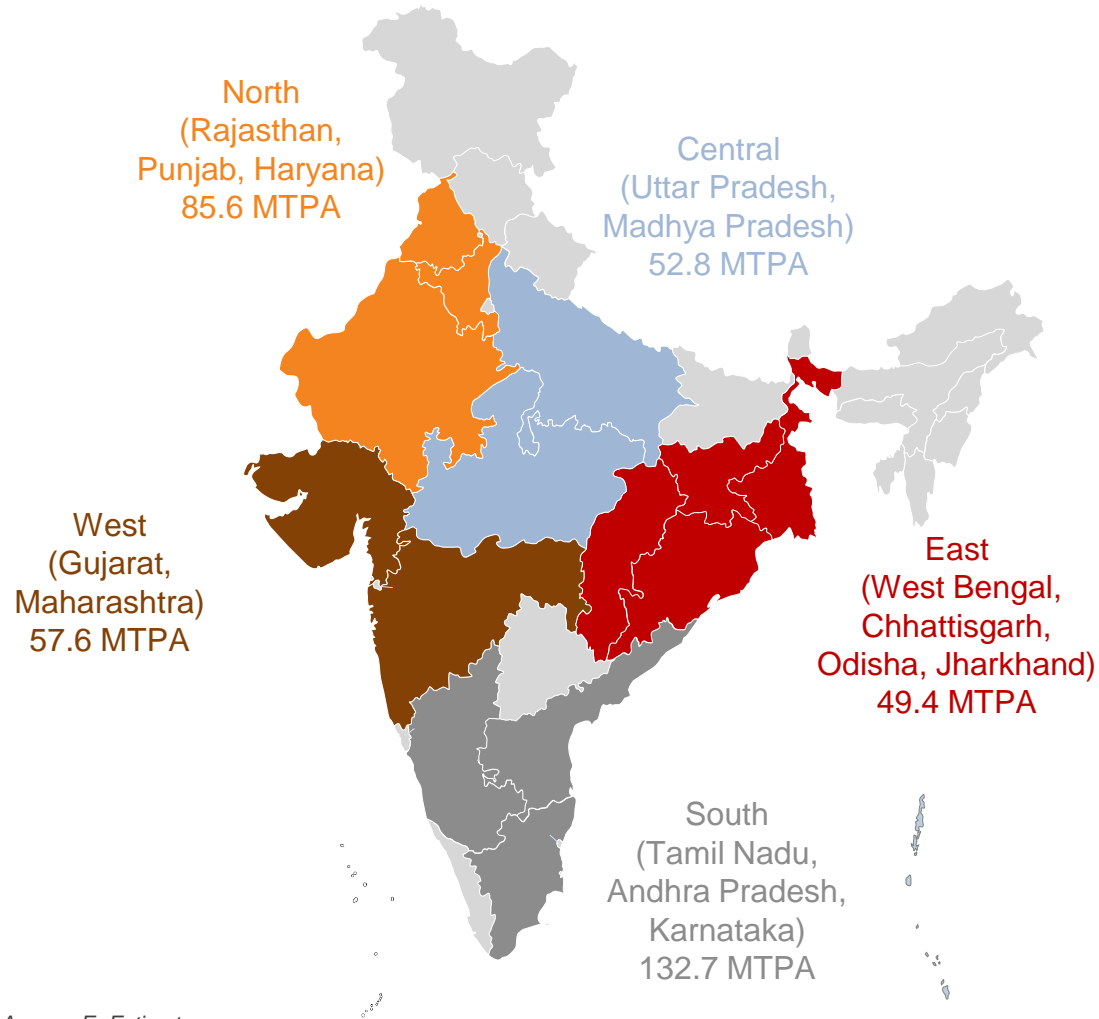 North
(Rajasthan,
Punjab, Haryana)
85.6 MTPA
Central
(Uttar Pradesh,
Madhya Pradesh)
52.8 MTPA
West
(Gujarat,
Maharashtra)
57.6 MTPA
East
(West Bengal,
Chhattisgarh,
Odisha, Jharkhand)
49.4 MTPA
South
(Tamil Nadu,
Andhra Pradesh,
Karnataka)
132.7 MTPA